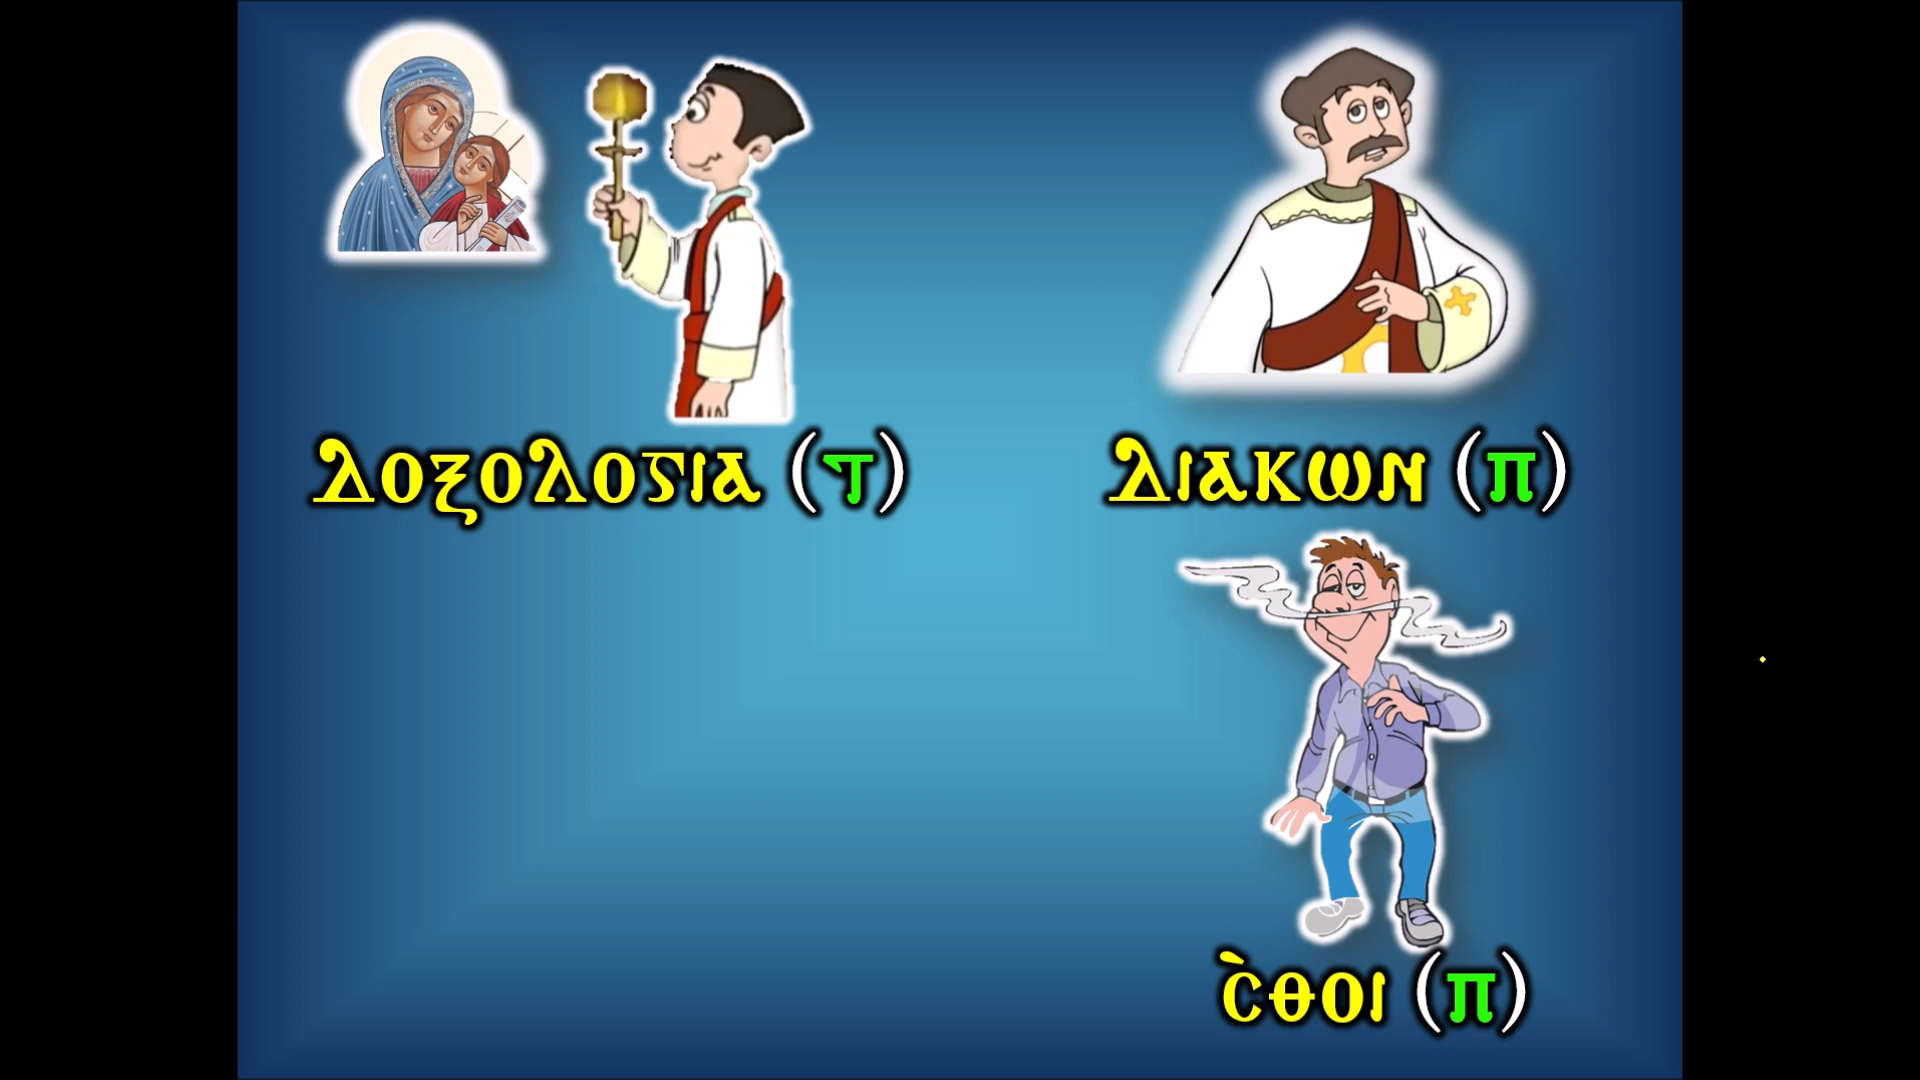 Ⲇⲟⲝⲟⲗⲟⲅⲓⲁ (ⲧ)
Ⲇⲓⲁⲕⲱⲛ (ⲡ)
ⲥ̀ⲑⲟⲓ (ⲡ)